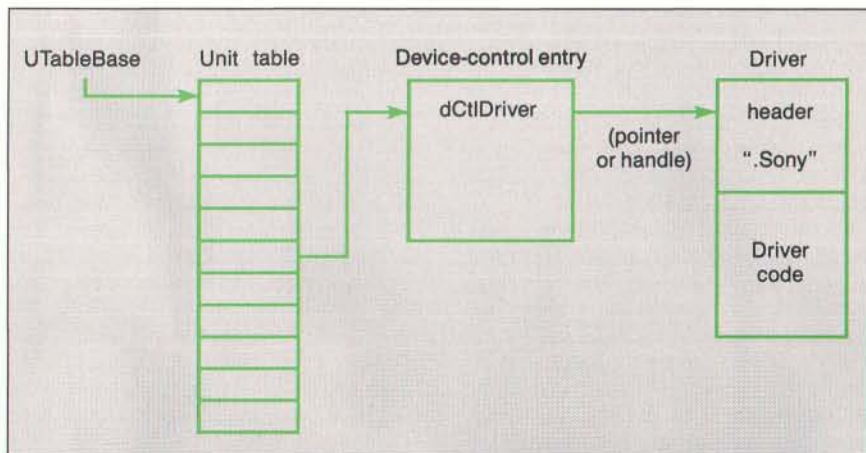 UTableBase
Unit table
Device-control entry
Driver
dCtlDriver
(pointer
or handle)
header
“.Sony”
Driver
code